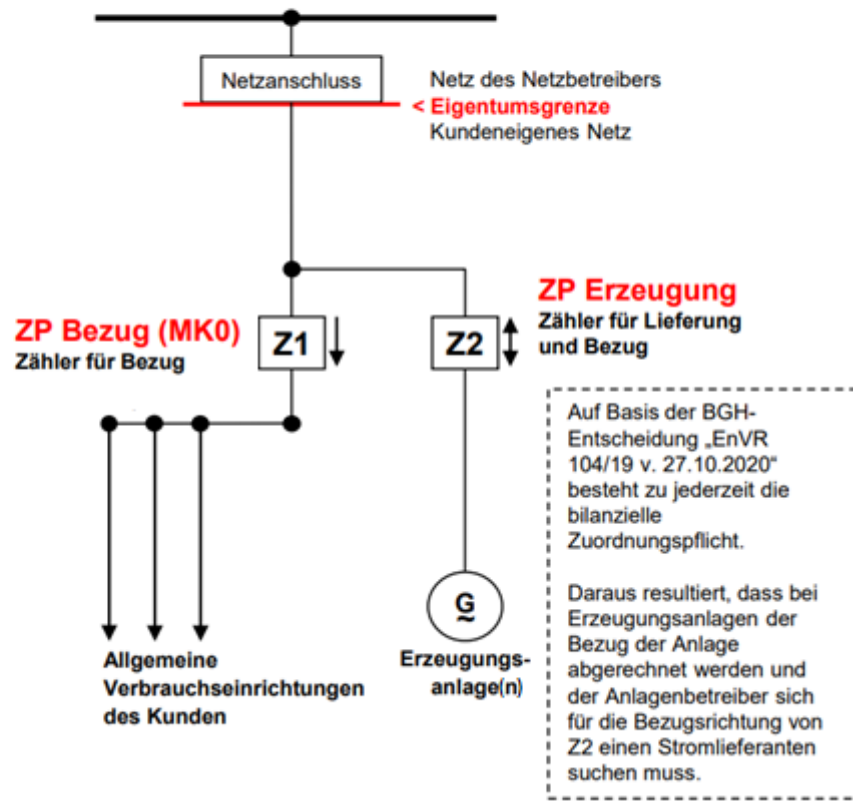 Netzanschluss
Netz des Netzbetreibers
< Eigentumsgrenze
Kundeneigenes Netz
ZP Bezug (MK0)
Zähler für Bezug
Z1
Z2
ZP Erzeugung
Zähler für Lieferung
und Bezug
Allgemeine
Verbrauchseinrichtungen
des Kunden
G
~
Erzeugungs-
anlage(n)
Auf Basis der BGH-
Entscheidung „EnVR
104/19 v. 27.10.2020“
besteht zu jederzeit die
bilanzielle
Zuordnungspflicht.
Daraus resultiert, dass bei
Erzeugungsanlagen der
Bezug der Anlage
abgerechnet werden und
der Anlagenbetreiber sich
für die Bezugsrichtung von
Z2 einen Stromlieferanten
suchen muss.